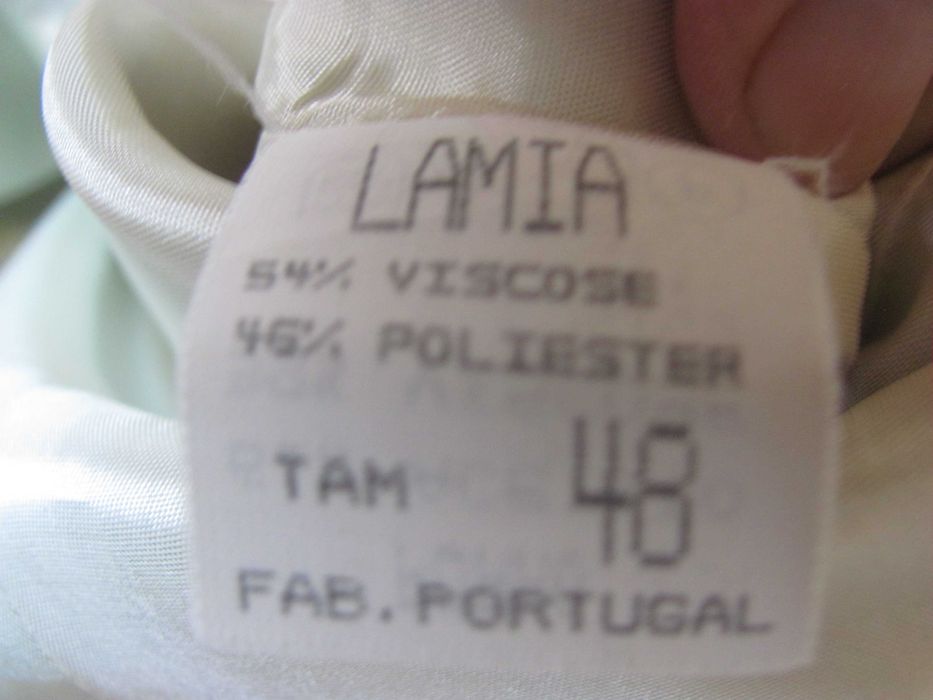 LAMIA
54% VISCOSE
46% POLIESTER
TAM 48
FAB. PORTUGAL